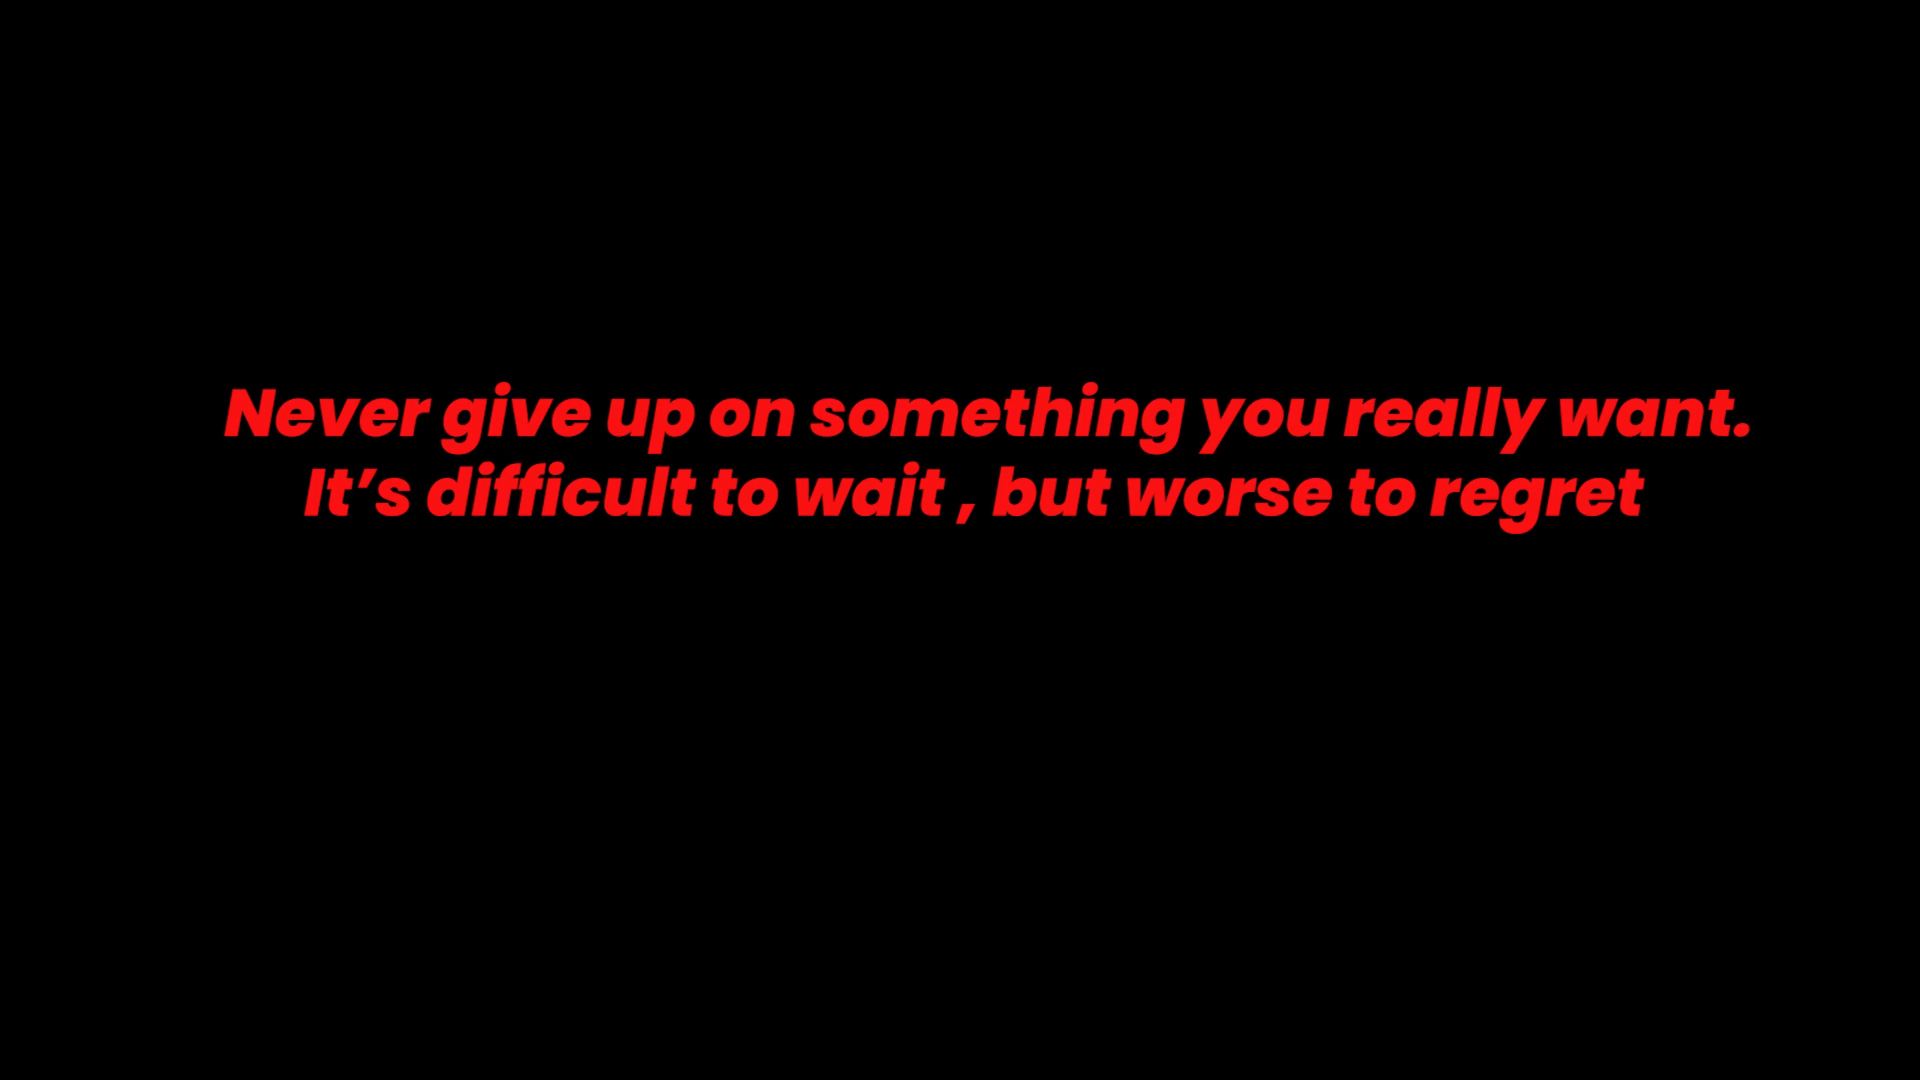 Never give up on something you really want.
It’s difficult to wait , but worse to regret